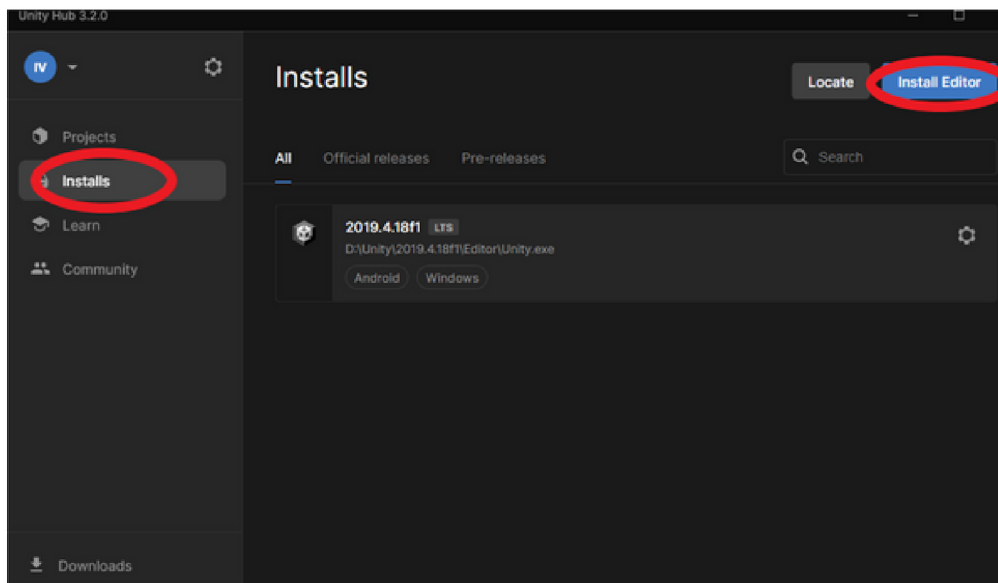 Unity Hub 3.2.0
IV
Installs
Locate
Install Editor
Projects
Installs
Learn
Community
All
Official releases
Pre-releases
Search
2019.4.18f1 LTS
D:\Unity\2019.4.18f1\Editor\Unity.exe
Android
Windows
Downloads